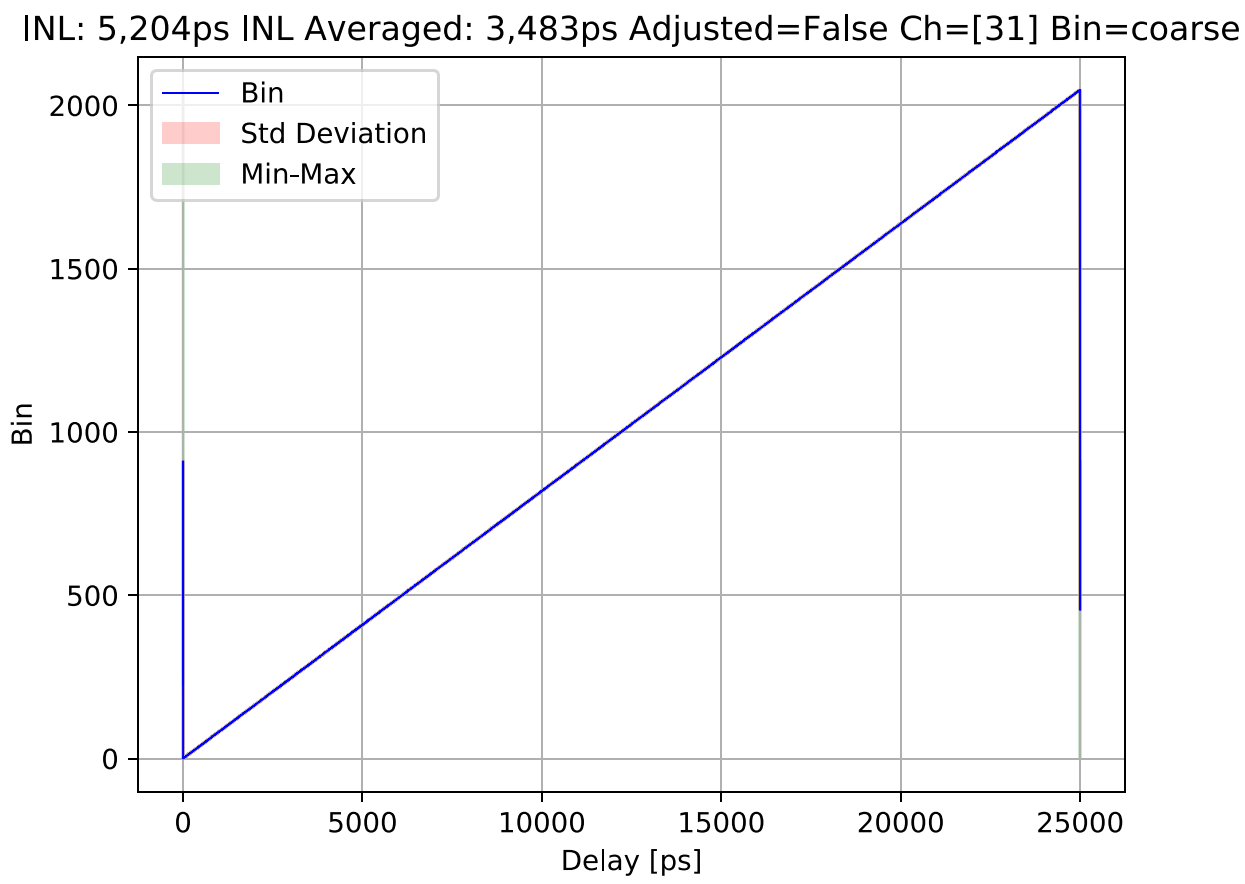 INL: 5,204ps INL Averaged: 3,483ps Adjusted=False Ch=[31] Bin=coarse
Bin
Std Deviation
Min-Max
2000
1500
1000
500
0
Bin
0 5000 10000 15000 20000 25000
Delay [ps]